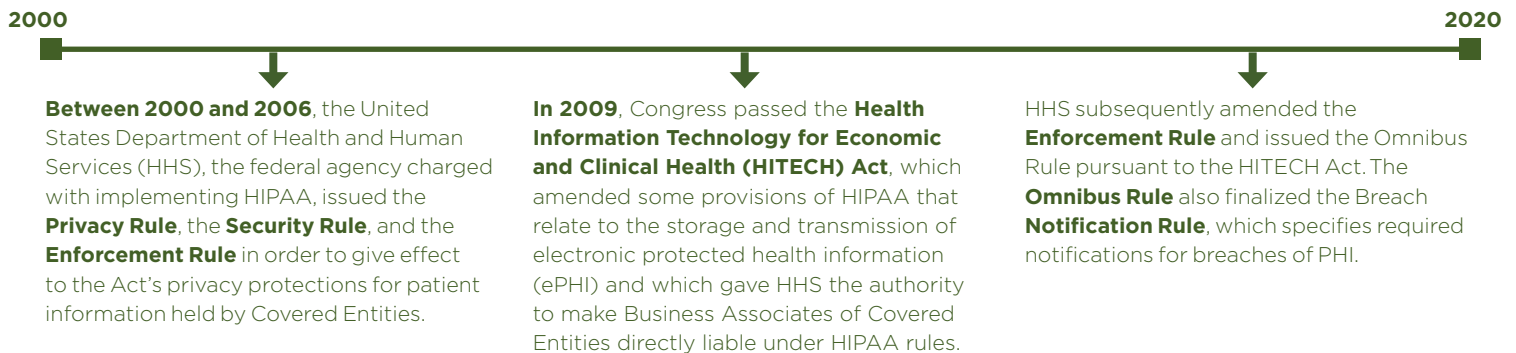 2000
2020
Between 2000 and 2006, the United
States Department of Health and Human
Services (HHS), the federal agency charged
with implementing HIPAA, issued the
Privacy Rule, the Security Rule, and the
Enforcement Rule in order to give effect
to the Act's privacy protections for patient
information held by Covered Entities.
In 2009, Congress passed the Health
Information Technology for Economic
and Clinical Health (HITECH) Act, which
amended some provisions of HIPAA that
relate to the storage and transmission of
electronic protected health information
(ePHI) and which gave HHS the authority
to make Business Associates of Covered
Entities directly liable under HIPAA rules.
HHS subsequently amended the
Enforcement Rule and issued the Omnibus
Rule pursuant to the HITECH Act. The
Omnibus Rule also finalized the Breach
Notification Rule, which specifies required
notifications for breaches of PHI.